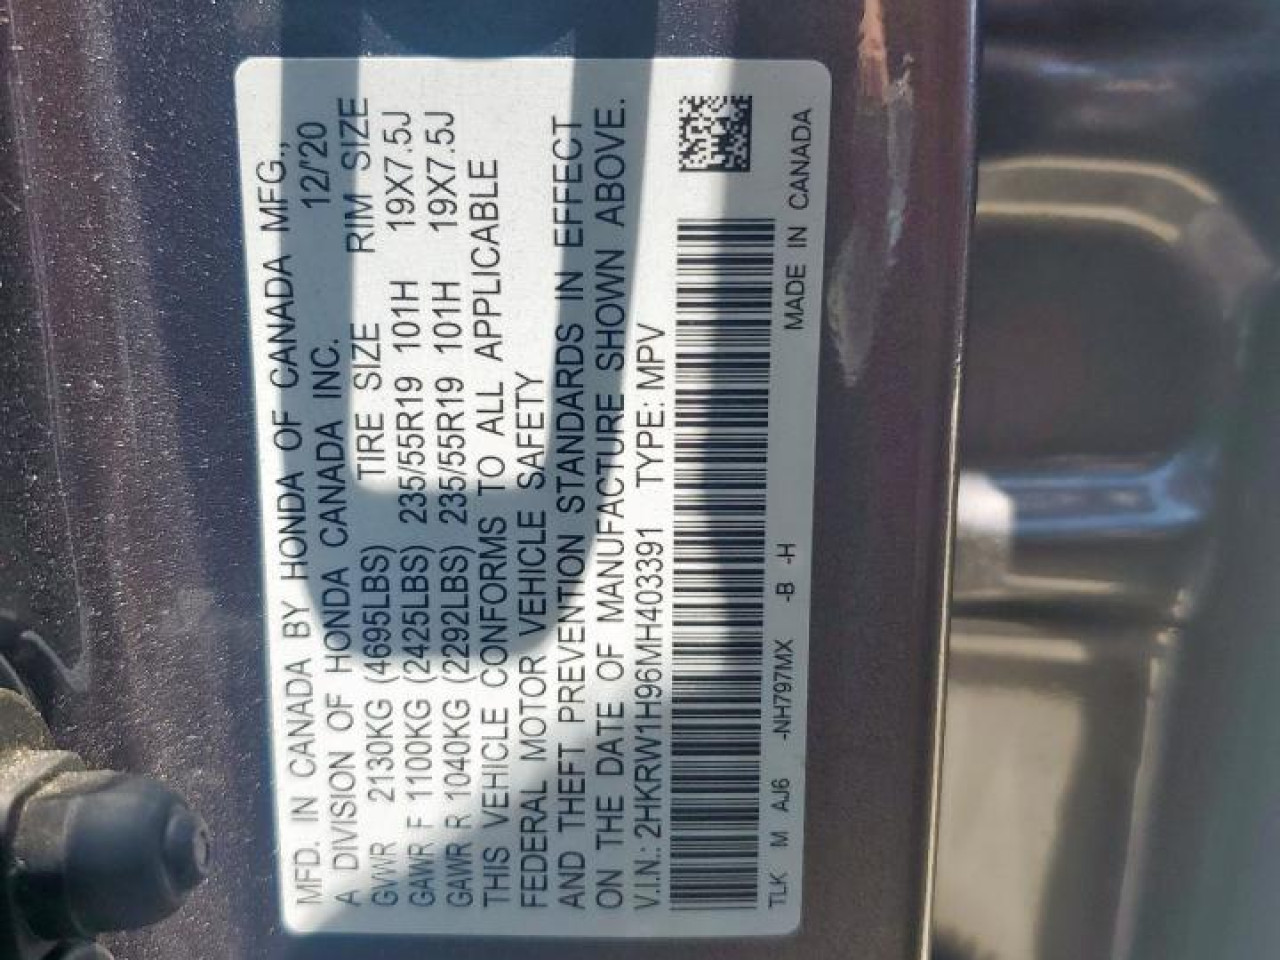 MFD. IN CANADA BY HONDA OF CANADA MFG.,
A DIVISION OF HONDA CANADA INC. 12/'20
GVWR 2130KG (4695LBS) TIRE SIZE RIM SIZE
GAWR F 1100KG (2425LBS) 235/55R19 101H 19X7.5J
GAWR R 1040KG (2292LBS) 235/55R19 101H 19X7.5J
THIS VEHICLE CONFORMS TO ALL APPLICABLE
FEDERAL MOTOR VEHICLE SAFETY
AND THEFT PREVENTION STANDARDS IN EFFECT
ON THE DATE OF MANUFACTURE SHOWN ABOVE.
V.I.N.: 2HKRW1H96MH403391 TYPE: MPV
TLK M AJ6 -NH797MX -B -H MADE IN CANADA